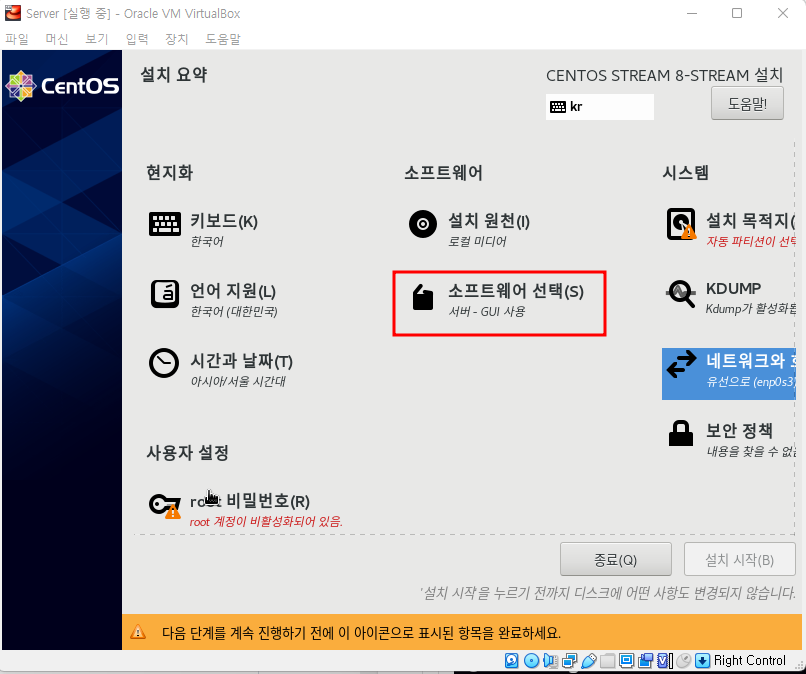 Server [실행 중] - Oracle VM VirtualBox
파일 머신 보기 입력 장치 도움말
CentOS
설치 요약
CENTOS STREAM 8-STREAM 설치
kr
도움말!
현지화
키보드(K)
한국어
언어 지원(L)
한국어 (대한민국)
시간과 날짜(T)
아시아/서울 시간대
사용자 설정
root 비밀번호(R)
root 계정이 비활성화되어 있음.
소프트웨어
설치 원천(I)
로컬 미디어
소프트웨어 선택(S)
서버 - GUI 사용
시스템
설치 목적지(
자동 파티션이 선택
KDUMP
Kdump가 활성화된
네트워크와
유선으로 (enp0s3)
보안 정책
내용을 찾을 수 없
종료(Q)
설치 시작(B)
'설치 시작'을 누르기 전까지 디스크에 어떤 사항도 변경되지 않습니다.
다음 단계를 계속 진행하기 전에 이 아이콘으로 표시된 항목을 완료하세요.
Right Control